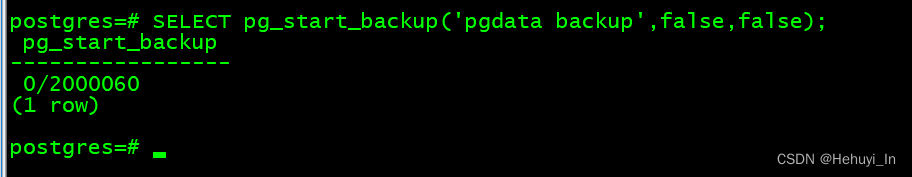 postgres=# SELECT pg_start_backup('pgdata backup',false,false);
 pg_start_backup
-----------------
 0/2000060
(1 row)

postgres=#
CSDN @Hehuyi_In